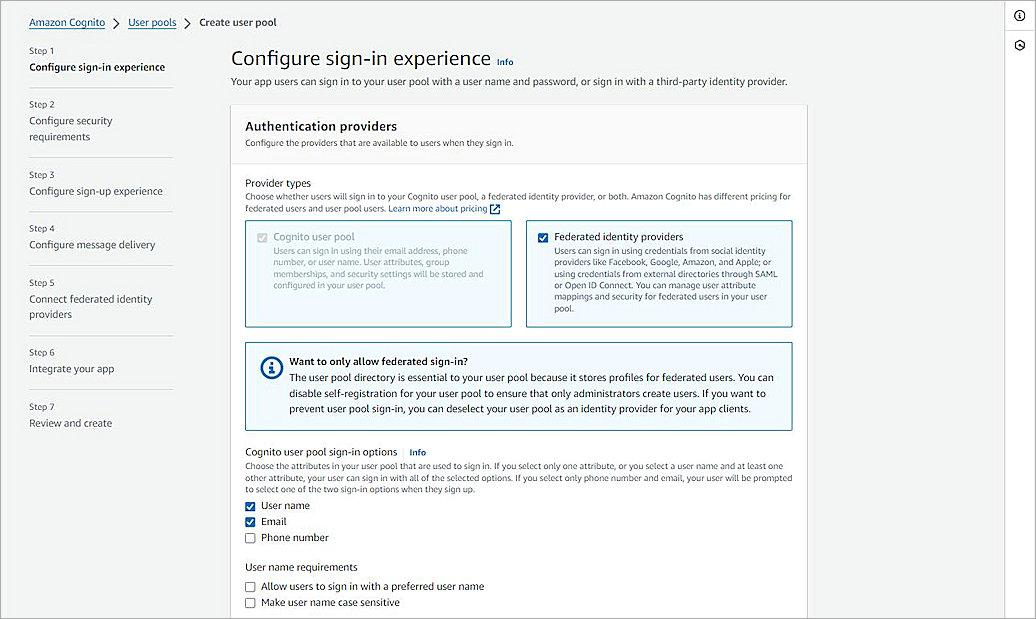 Amazon Cognito > User pools > Create user pool
Step 1
Configure sign-in experience
Step 2
Configure security
requirements
Step 3
Configure sign-up experience
Step 4
Configure message delivery
Step 5
Connect federated identity
providers
Step 6
Integrate your app
Step 7
Review and create
Configure sign-in experience Info
Your app users can sign in to your user pool with a user name and password, or sign in with a third-party identity provider.
Authentication providers
Configure the providers that are available to users when they sign in.
Provider types
Choose whether users will sign in to your Cognito user pool, a federated identity provider, or both. Amazon Cognito has different pricing for
federated users and user pool users. Learn more about pricing
Cognito user pool
Users can sign in using their email address, phone
number, or user name. User attributes, group
memberships, and security settings will be stored and
configured in your user pool.
Federated identity providers
Users can sign in using credentials from social identity
providers like Facebook, Google, Amazon, and Apple; or
using credentials from external directories through SAML
or Open ID Connect. You can manage user attribute
mappings and security for federated users in your user
pool.
Want to only allow federated sign-in?
The user pool directory is essential to your user pool because it stores profiles for federated users. You can
disable self-registration for your user pool to ensure that only administrators create users. If you want to
prevent user pool sign-in, you can deselect your user pool as an identity provider for your app clients.
Cognito user pool sign-in options Info
Choose the attributes in your user pool that are used to sign in. If you select only one attribute, or you select a user name and at least one
other attribute, your user can sign in with all of the selected options. If you select only phone number and email, your user will be prompted
to select one of the two sign-in options when they sign up.
User name
Email
Phone number
User name requirements
Allow users to sign in with a preferred user name
Make user name case sensitive